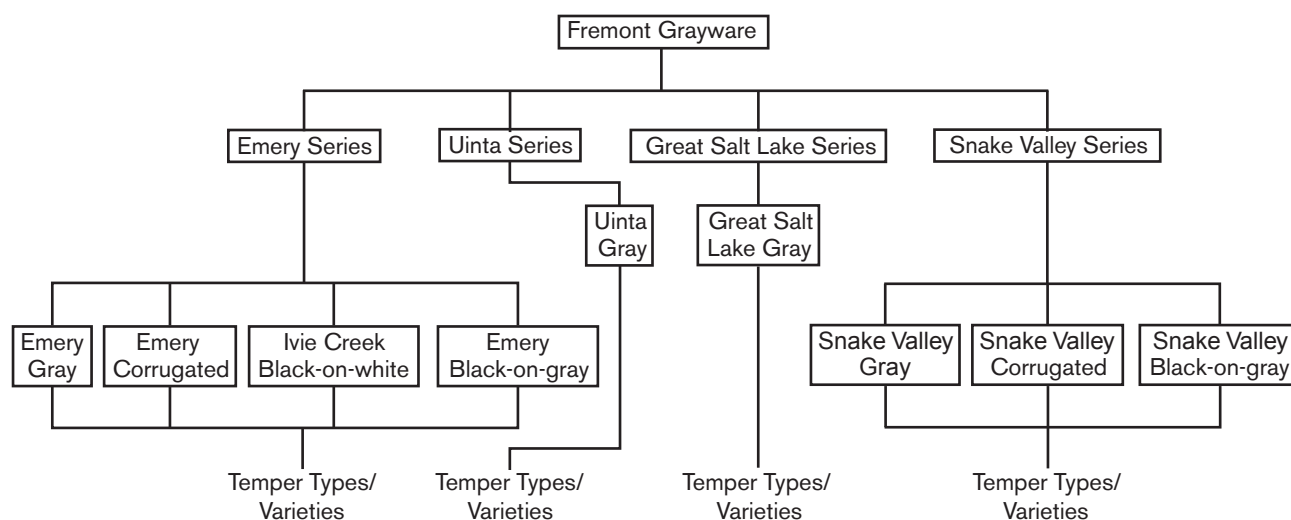 Fremont Grayware
Emery Series
Uinta Series
Great Salt Lake Series
Snake Valley Series
Uinta
Gray
Great Salt
Lake Gray
Emery
Gray
Emery
Corrugated
Ivie Creek
Black-on-white
Emery
Black-on-gray
Snake Valley
Gray
Snake Valley
Corrugated
Snake Valley
Black-on-gray
Temper Types/
Varieties
Temper Types/
Varieties
Temper Types/
Varieties
Temper Types/
Varieties